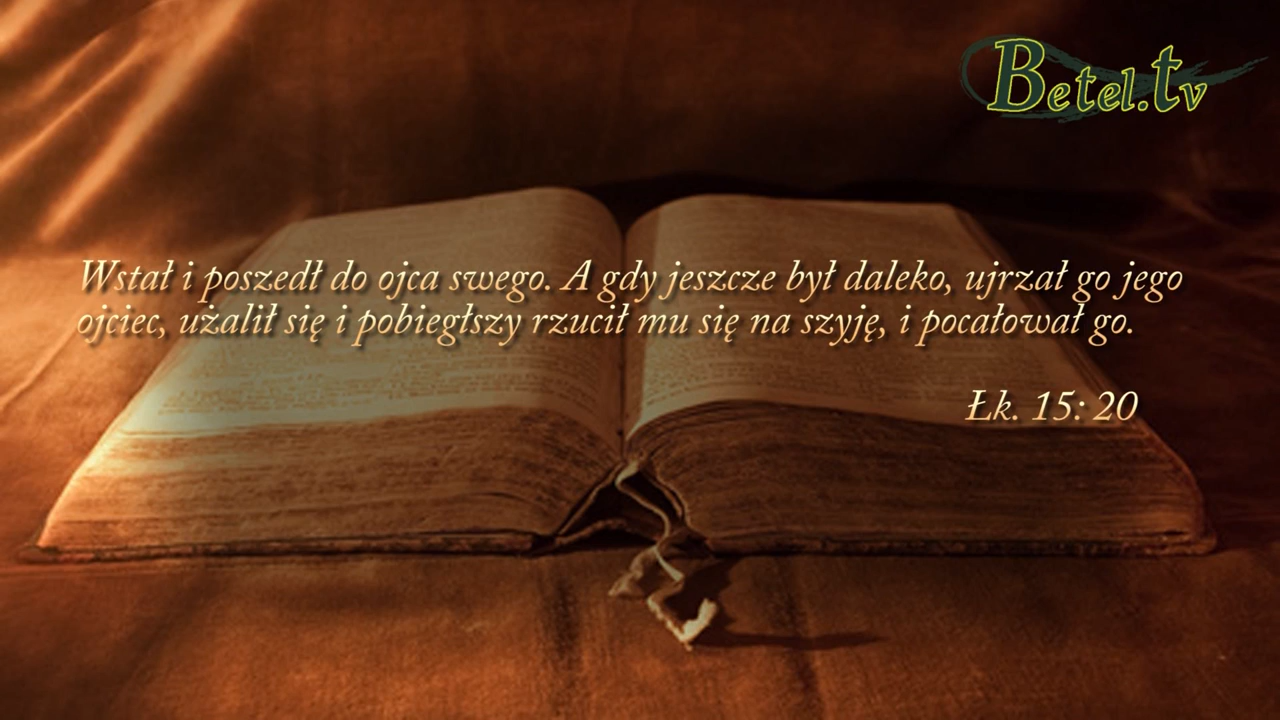 Betel.tv
Wstał i poszedł do ojca swego. A gdy jeszcze był daleko, ujrzał go jego
ojciec, użalił się i pobiegłszy rzucił mu się na szyję, i pocałował go.
Łk. 15: 20